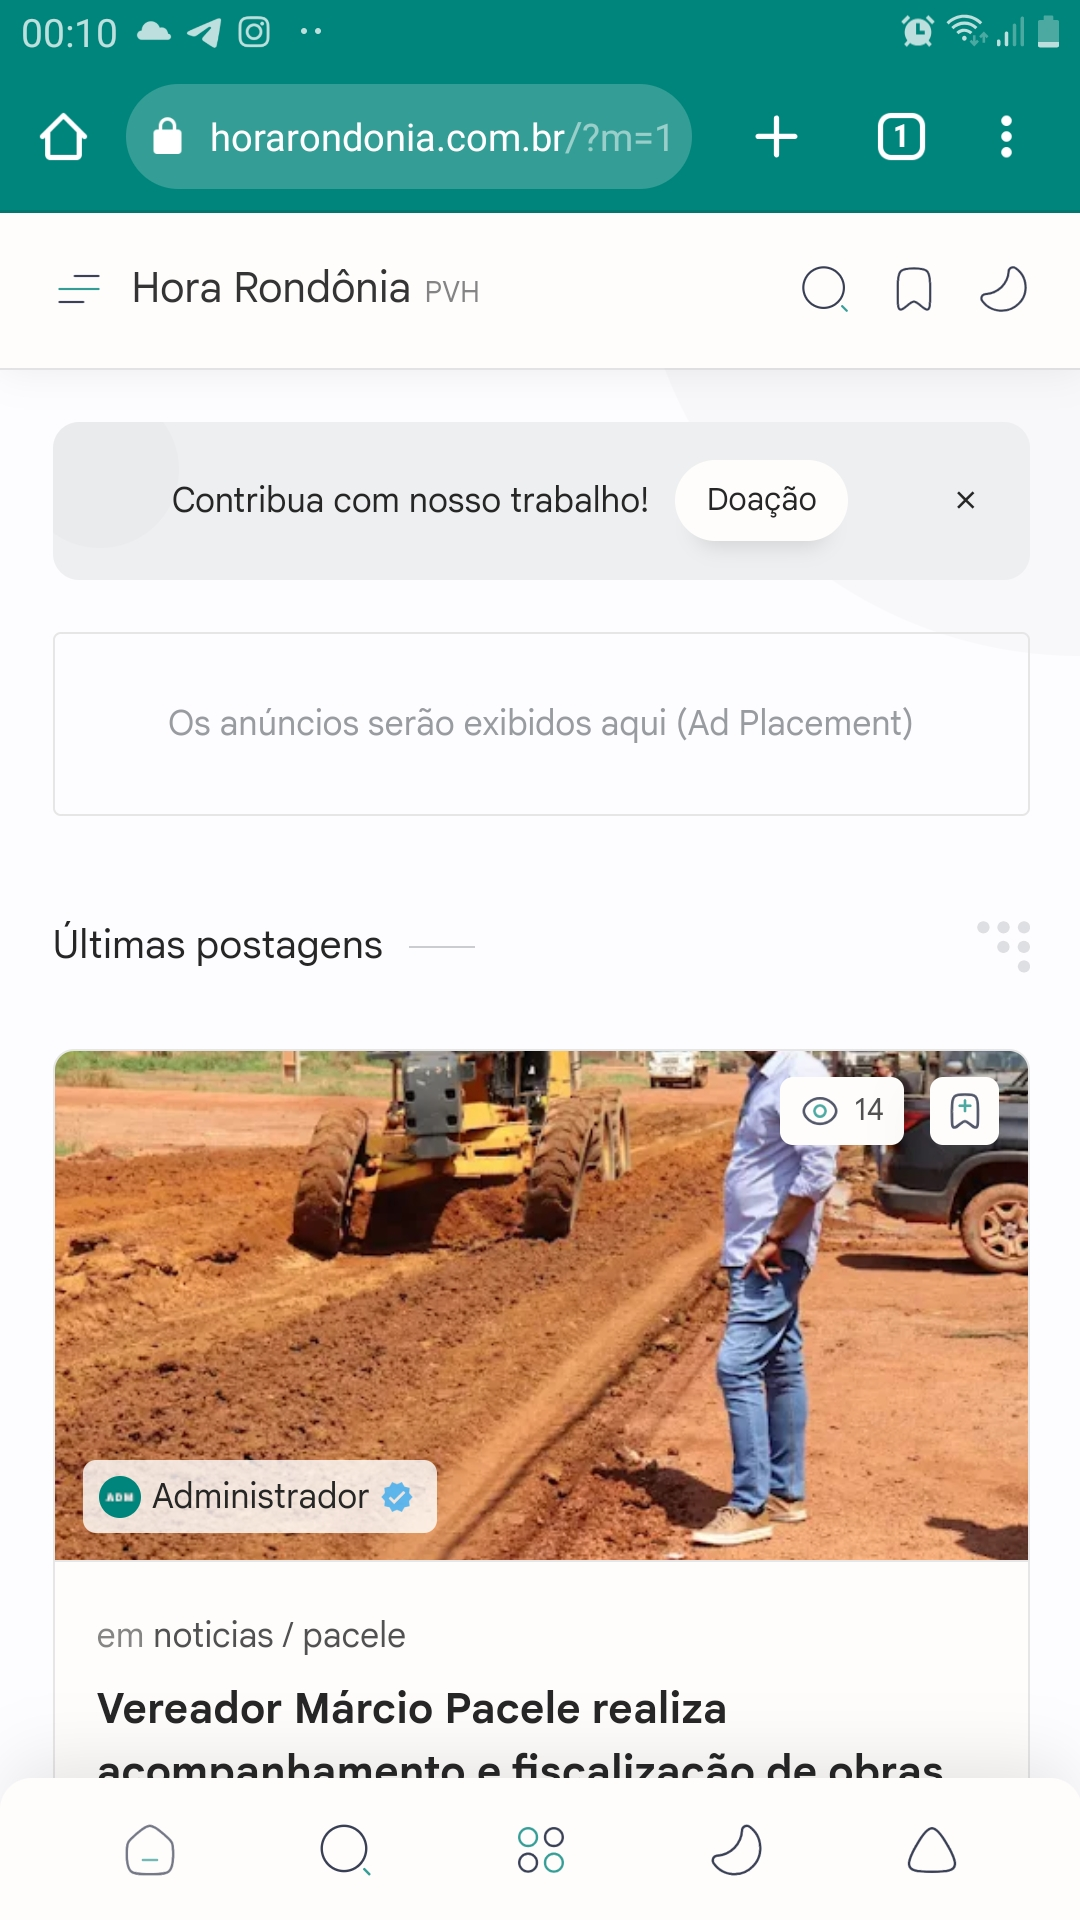 00:10
horarondonia.com.br/?m=1
1
Hora Rondônia PVH
Contribua com nosso trabalho! Doação
Os anúncios serão exibidos aqui (Ad Placement)
Últimas postagens
14
ADM Administrador
em noticias / pacele
Vereador Márcio Pacele realiza
acompanhamento e fiscalização de obras